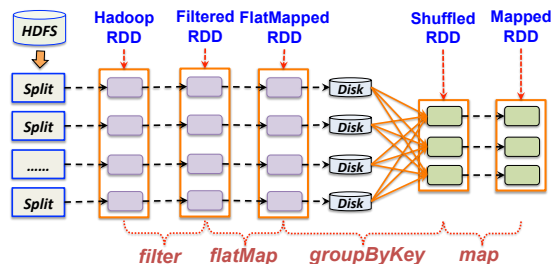 HDFS
Hadoop RDD
Filtered RDD
FlatMapped RDD
Shuffled RDD
Mapped RDD
Split
Disk
Split
Disk
......
Disk
Split
Disk
filter
flatMap
groupByKey
map